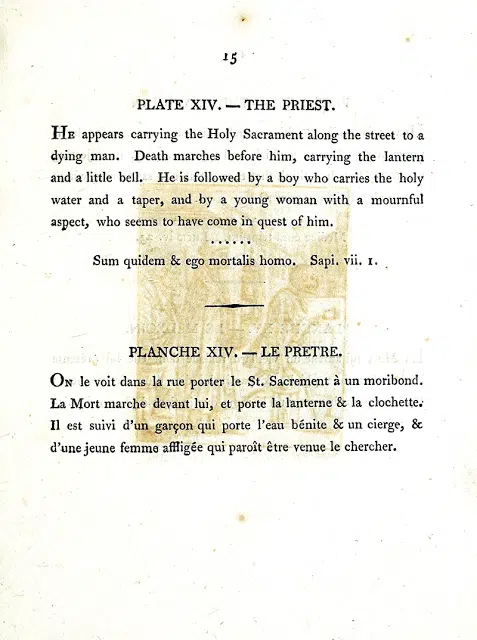 15
PLATE XIV. — THE PRIEST.
HE appears carrying the Holy Sacrament along the street to a
dying man. Death marches before him, carrying the lantern
and a little bell. He is followed by a boy who carries the holy
water and a taper, and by a young woman with a mournful
aspect, who seems to have come in quest of him.
......
Sum quidem & ego mortalis homo. Sapi. vii. 1.
PLANCHE XIV. — LE PRETRE.
ON le voit dans la rue porter le St. Sacrement à un moribond.
La Mort marche devant lui, et porte la lanterne & la clochette.
Il est suivi d'un garçon qui porte l'eau bénite & un cierge, &
d'une jeune femme affligée qui paroît être venue le chercher.